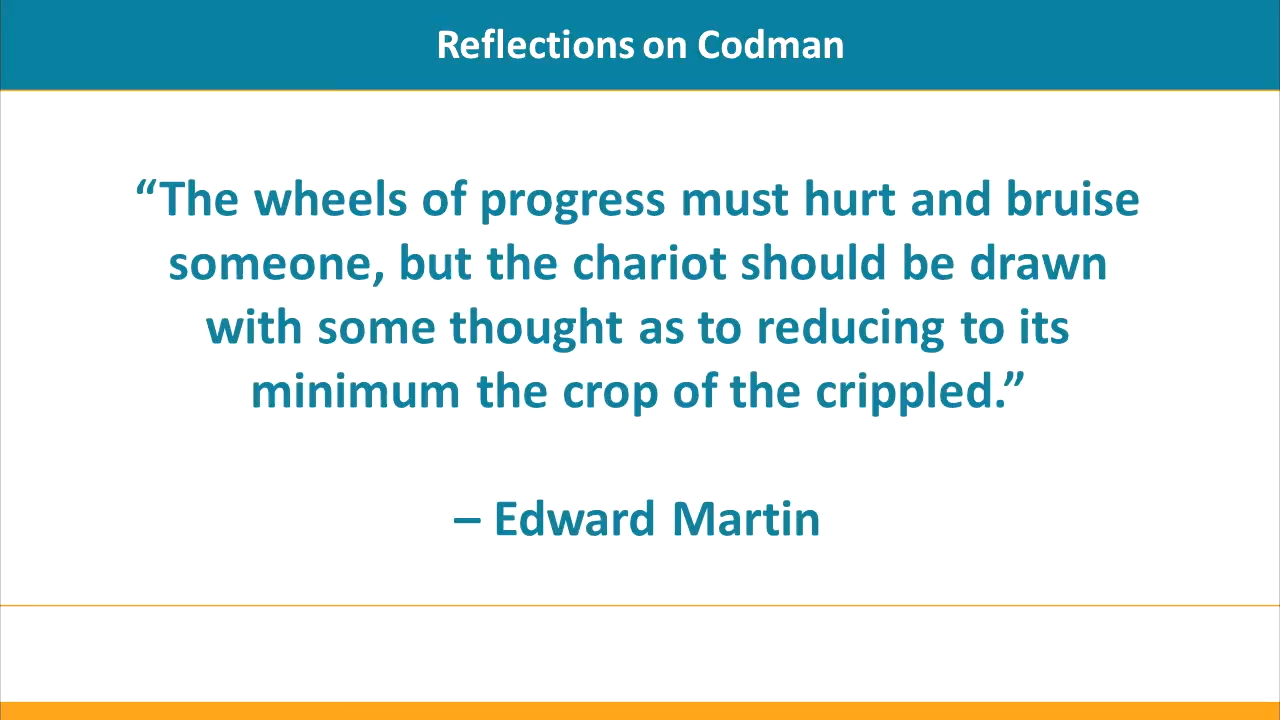 Reflections on Codman
“The wheels of progress must hurt and bruise
someone, but the chariot should be drawn
with some thought as to reducing to its
minimum the crop of the crippled.”
– Edward Martin